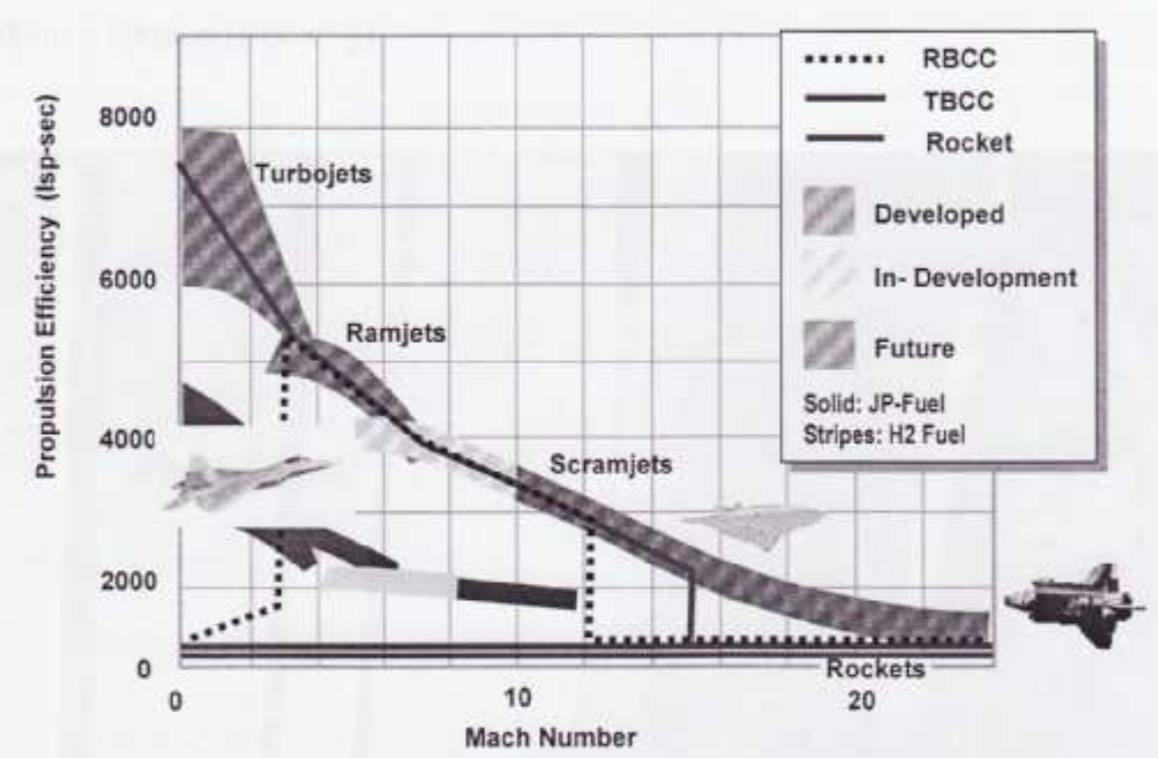 RBCC
TBCC
Rocket
Developed
In- Development
Future
Solid: JP-Fuel
Stripes: H2 Fuel
Propulsion Efficiency (Isp-sec)
8000
6000
4000
2000
0
Turbojets
Ramjets
Scramjets
Rockets
0
10
20
Mach Number